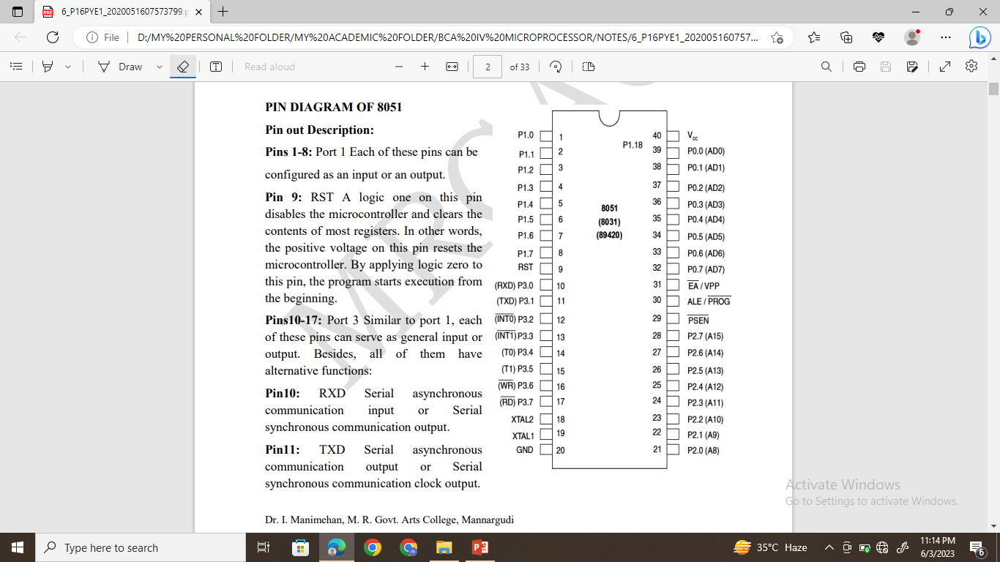 6_P16PYE1_2020051607573799.p
File
D:/MY%20PERSONAL%20FOLDER/MY%20ACADEMIC%20FOLDER/BCA%20IV%20MICROPROCESSOR/NOTES/6_P16PYE1_202005160757...
Draw
Read aloud
2
of 33
PIN DIAGRAM OF 8051
Pin out Description:
Pins 1-8: Port 1 Each of these pins can be
configured as an input or an output.
Pin 9: RST A logic one on this pin
disables the microcontroller and clears the
contents of most registers. In other words,
the positive voltage on this pin resets the
microcontroller. By applying logic zero to
this pin, the program starts execution from
the beginning.
Pins10-17: Port 3 Similar to port 1, each
of these pins can serve as general input or
output. Besides, all of them have
alternative functions:
Pin10: RXD Serial asynchronous
communication input or Serial
synchronous communication output.
Pin11: TXD Serial asynchronous
communication output or Serial
synchronous communication clock output.
P1.0 1 40 Vcc
P1.18
P1.1 2 39 P0.0 (AD0)
P1.2 3 38 P0.1 (AD1)
P1.3 4 37 P0.2 (AD2)
P1.4 5 36 P0.3 (AD3)
8051
P1.5 6 35 P0.4 (AD4)
(8031)
P1.6 7 34 P0.5 (AD5)
(89420)
P1.7 8 33 P0.6 (AD6)
RST 9 32 P0.7 (AD7)
(RXD) P3.0 10 31 EA / VPP
(TXD) P3.1 11 30 ALE / PROG
(INT0) P3.2 12 29 PSEN
(INT1) P3.3 13 28 P2.7 (A15)
(T0) P3.4 14 27 P2.6 (A14)
(T1) P3.5 15 26 P2.5 (A13)
(WR) P3.6 16 25 P2.4 (A12)
(RD) P3.7 17 24 P2.3 (A11)
XTAL2 18 23 P2.2 (A10)
XTAL1 19 22 P2.1 (A9)
GND 20 21 P2.0 (A8)
Dr. I. Manimehan, M. R. Govt. Arts College, Mannargudi
Activate Windows
Go to Settings to activate Windows.
Type here to search
35°C Haze
11:14 PM
6/3/2023
6